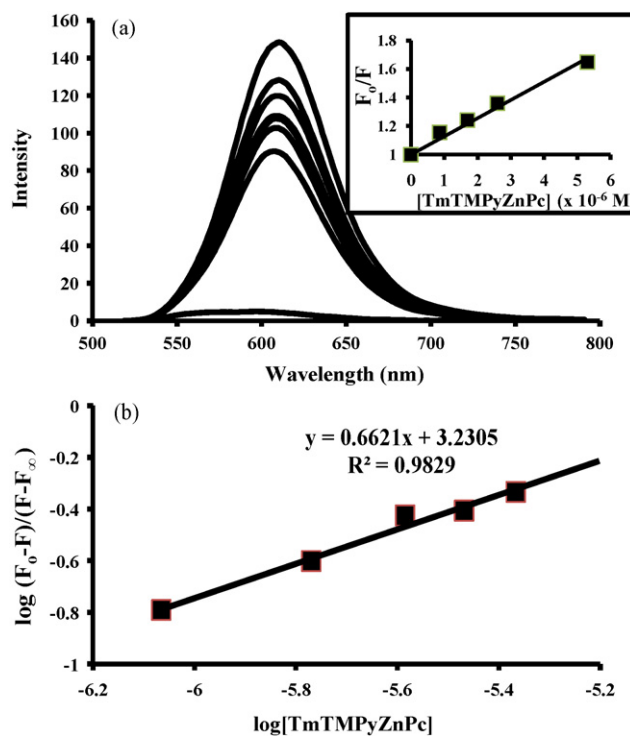 (a)
160
140
120
100
80
60
40
20
0
500 550 600 650 700 750 800
Intensity
Wavelength (nm)
1.8
1.6
1.4
1.2
1
0 1 2 3 4 5 6
Fo/F
[TmTMPyZnPc] (x 10⁻⁶ M
(b)
y = 0.6621x + 3.2305
R² = 0.9829
0
-0.2
-0.4
-0.6
-0.8
-1
-6.2 -6 -5.8 -5.6 -5.4 -5.2
log (Fo-F)/(F-F∞)
log[TmTMPyZnPc]